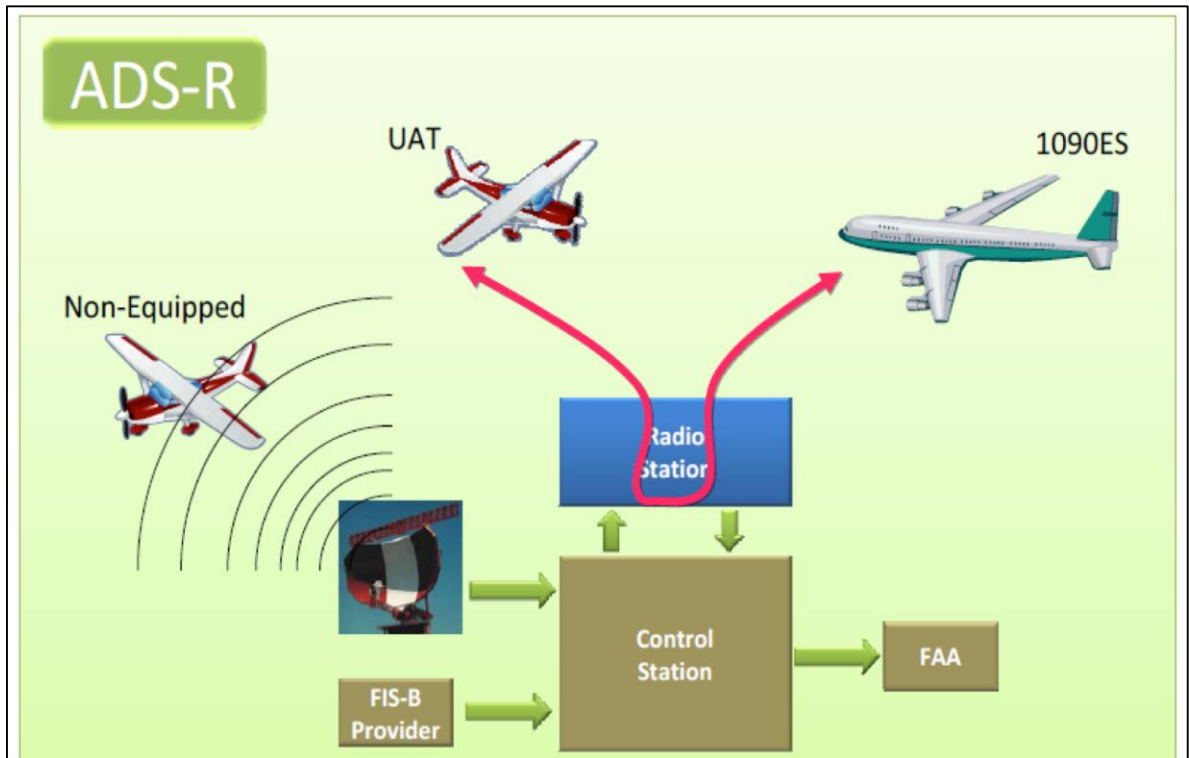 ADS-R
UAT
1090ES
Non-Equipped
Radio
Station
Control
Station
FAA
FIS-B
Provider